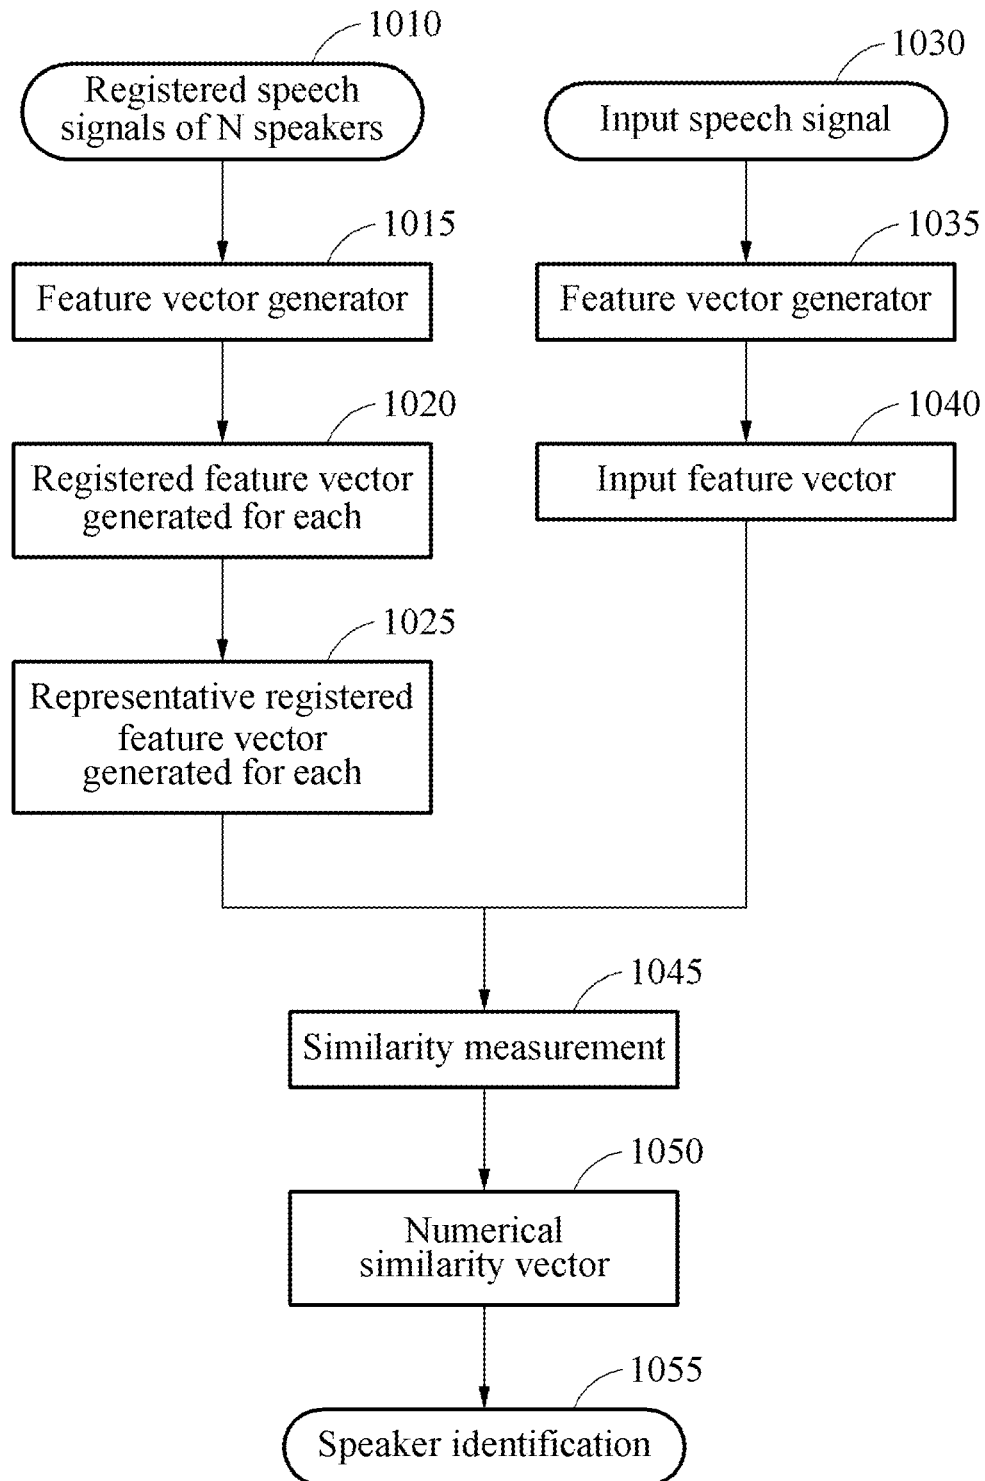 1010
Registered speech
signals of N speakers
1030
Input speech signal
1015
Feature vector generator
1035
Feature vector generator
1020
Registered feature vector
generated for each
1040
Input feature vector
1025
Representative registered
feature vector
generated for each
1045
Similarity measurement
1050
Numerical
similarity vector
1055
Speaker identification